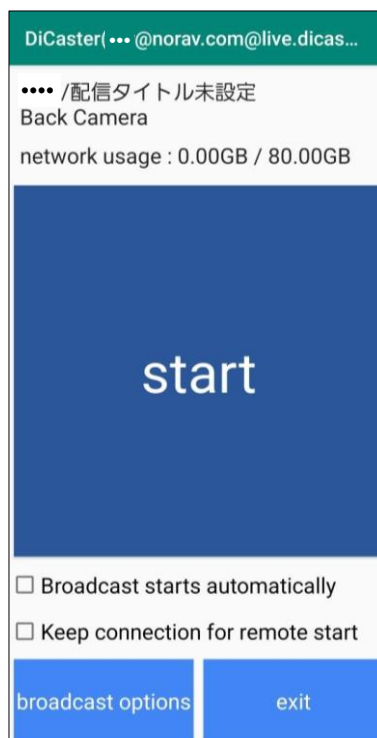 DiCaster( ••• @norav.com@live.dicas...
•••• /配信タイトル未設定
Back Camera
network usage : 0.00GB / 80.00GB
start
Broadcast starts automatically
Keep connection for remote start
broadcast options
exit